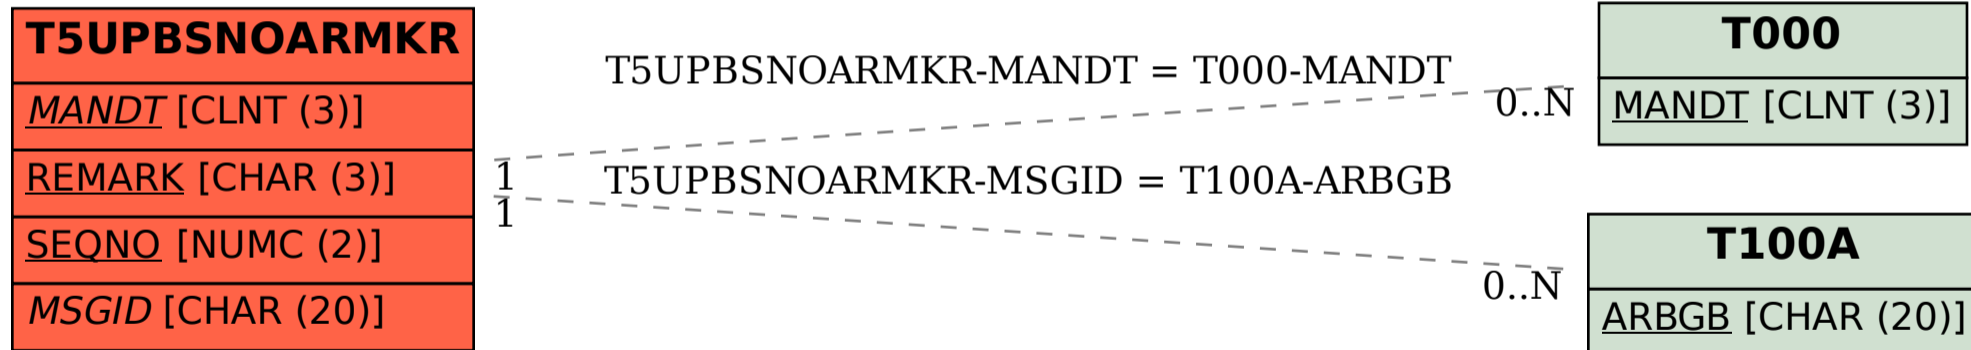 T5UPBSNOARMKR
MANDT [CLNT (3)]
REMARK [CHAR (3)]
SEQNO [NUMC (2)]
MSGID [CHAR (20)]
T5UPBSNOARMKR-MANDT = T000-MANDT
0..N
1
T5UPBSNOARMKR-MSGID = T100A-ARBGB
1
0..N
T000
MANDT [CLNT (3)]
T100A
ARBGB [CHAR (20)]